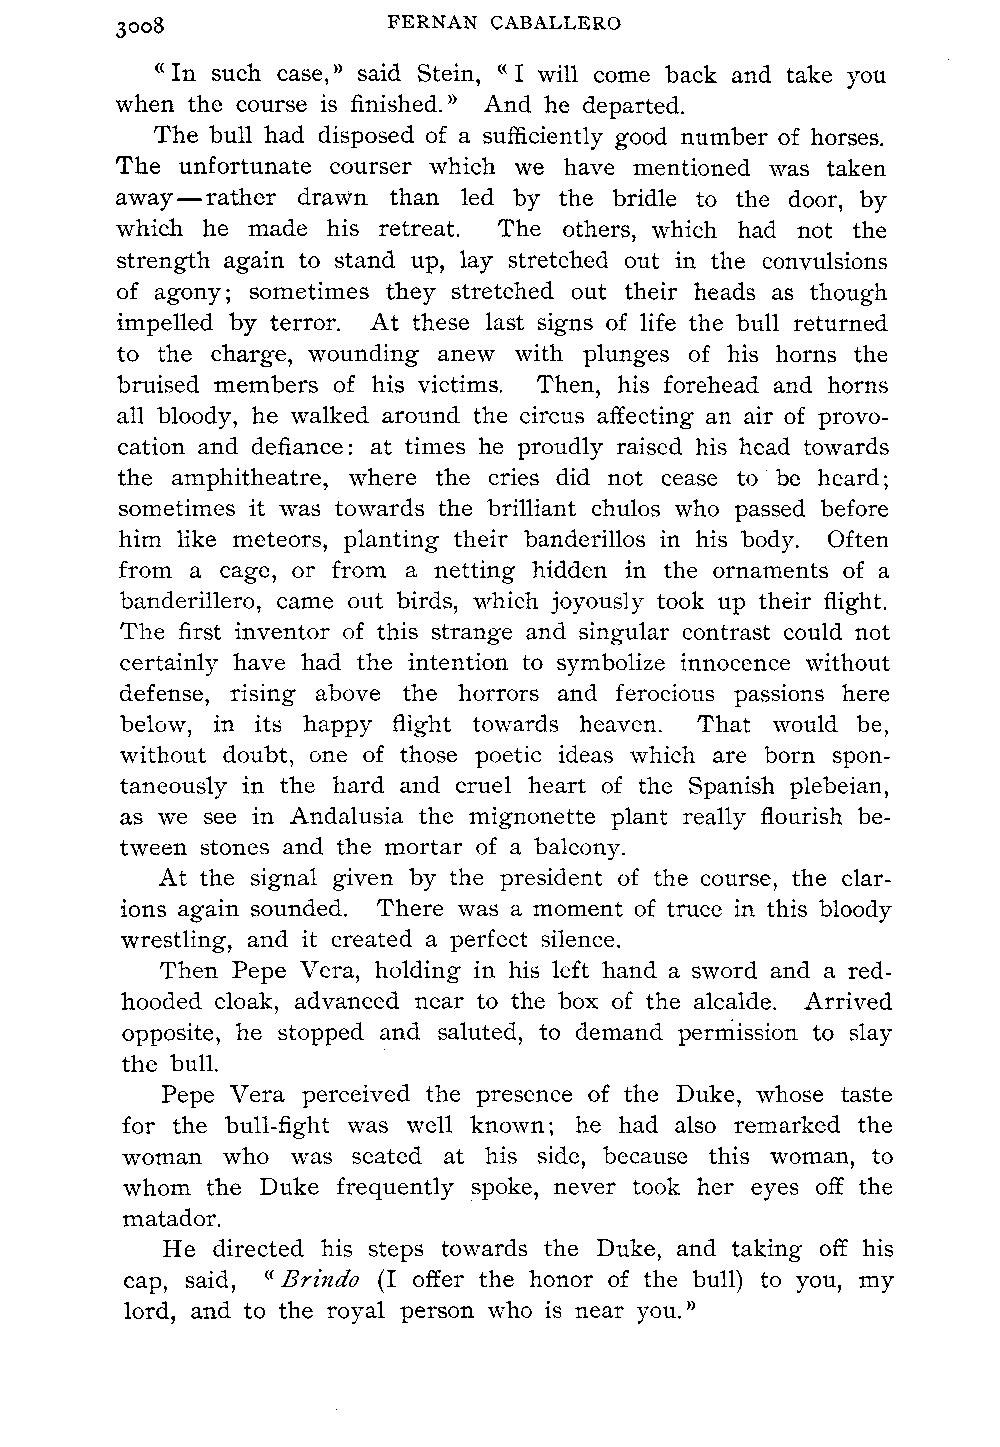 3008 FERNAN CABALLERO
“In such case,” said Stein, “I will come back and take you
when the course is finished.” And he departed.
The bull had disposed of a sufficiently good number of horses.
The unfortunate courser which we have mentioned was taken
away—rather drawn than led by the bridle to the door, by
which he made his retreat. The others, which had not the
strength again to stand up, lay stretched out in the convulsions
of agony; sometimes they stretched out their heads as though
impelled by terror. At these last signs of life the bull returned
to the charge, wounding anew with plunges of his horns the
bruised members of his victims. Then, his forehead and horns
all bloody, he walked around the circus affecting an air of provo-
cation and defiance: at times he proudly raised his head towards
the amphitheatre, where the cries did not cease to be heard;
sometimes it was towards the brilliant chulos who passed before
him like meteors, planting their banderillos in his body. Often
from a cage, or from a netting hidden in the ornaments of a
banderillero, came out birds, which joyously took up their flight.
The first inventor of this strange and singular contrast could not
certainly have had the intention to symbolize innocence without
defense, rising above the horrors and ferocious passions here
below, in its happy flight towards heaven. That would be,
without doubt, one of those poetic ideas which are born spon-
taneously in the hard and cruel heart of the Spanish plebeian,
as we see in Andalusia the mignonette plant really flourish be-
tween stones and the mortar of a balcony.
At the signal given by the president of the course, the clar-
ions again sounded. There was a moment of truce in this bloody
wrestling, and it created a perfect silence.
Then Pepe Vera, holding in his left hand a sword and a red-
hooded cloak, advanced near to the box of the alcalde. Arrived
opposite, he stopped and saluted, to demand permission to slay
the bull.
Pepe Vera perceived the presence of the Duke, whose taste
for the bull-fight was well known; he had also remarked the
woman who was seated at his side, because this woman, to
whom the Duke frequently spoke, never took her eyes off the
matador.
He directed his steps towards the Duke, and taking off his
cap, said, “Brindo (I offer the honor of the bull) to you, my
lord, and to the royal person who is near you.”